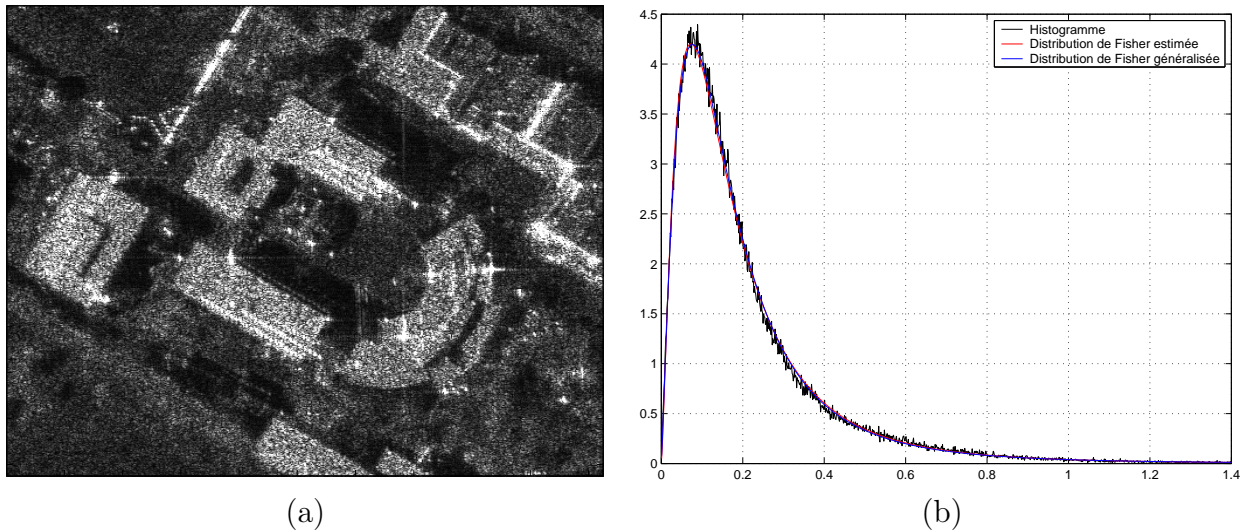 4.5
4
3.5
3
2.5
2
1.5
1
0.5
0
0 0.2 0.4 0.6 0.8 1 1.2 1.4
Histogramme
Distribution de Fisher estimée
Distribution de Fisher généralisée
(a) (b)